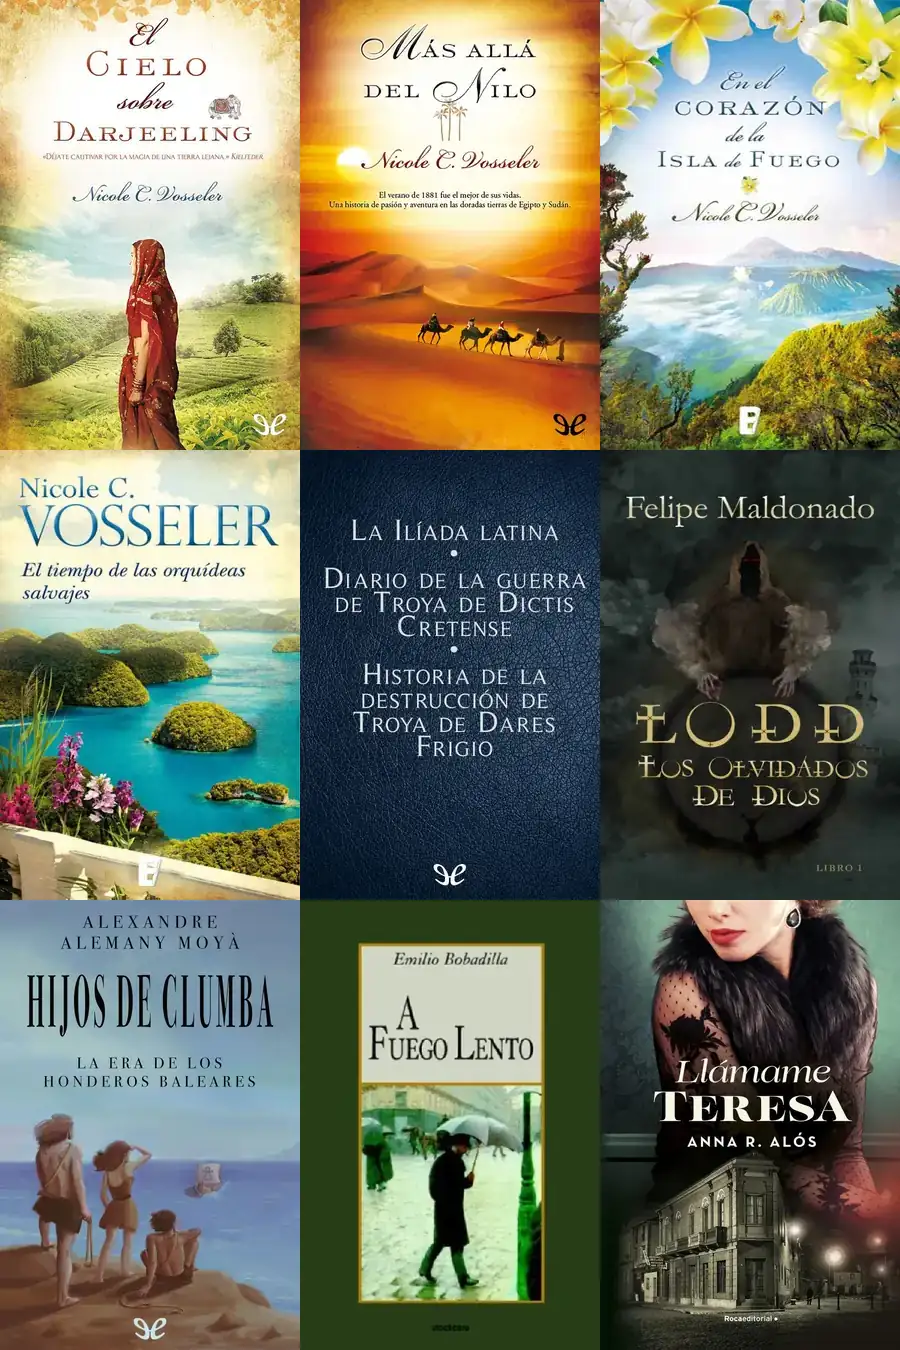 El
CIELO
sobre
DARJEELING
«DÉJATE CAUTIVAR POR LA MAGIA DE UNA TIERRA LEJANA.» KIELFEDER
Nicole C. Vosseler
MÁS ALLÁ
DEL NILO
Nicole C. Vosseler
El verano de 1881 fue el mejor de sus vidas.
Una historia de pasión y aventura en las doradas tierras de Egipto y Sudán.
En el
CORAZÓN
de la
ISLA de FUEGO
Nicole C. Vosseler
B
Nicole C.
VOSSELER
El tiempo de las orquídeas
salvajes
B
LA ILÍADA LATINA
•
DIARIO DE LA GUERRA
DE TROYA DE DICTIS
CRETENSE
•
HISTORIA DE LA
DESTRUCCIÓN DE
TROYA DE DARES
FRIGIO
Felipe Maldonado
LODD
LOS OLVIDADOS
DE DIOS
LIBRO 1
ALEXANDRE
ALEMANY MOYÀ
HIJOS DE CLUMBA
LA ERA DE LOS
HONDEROS BALEARES
Emilio Bobadilla
A
FUEGO LENTO
Llámame
TERESA
ANNA R. ALÓS
Rocaeditorial